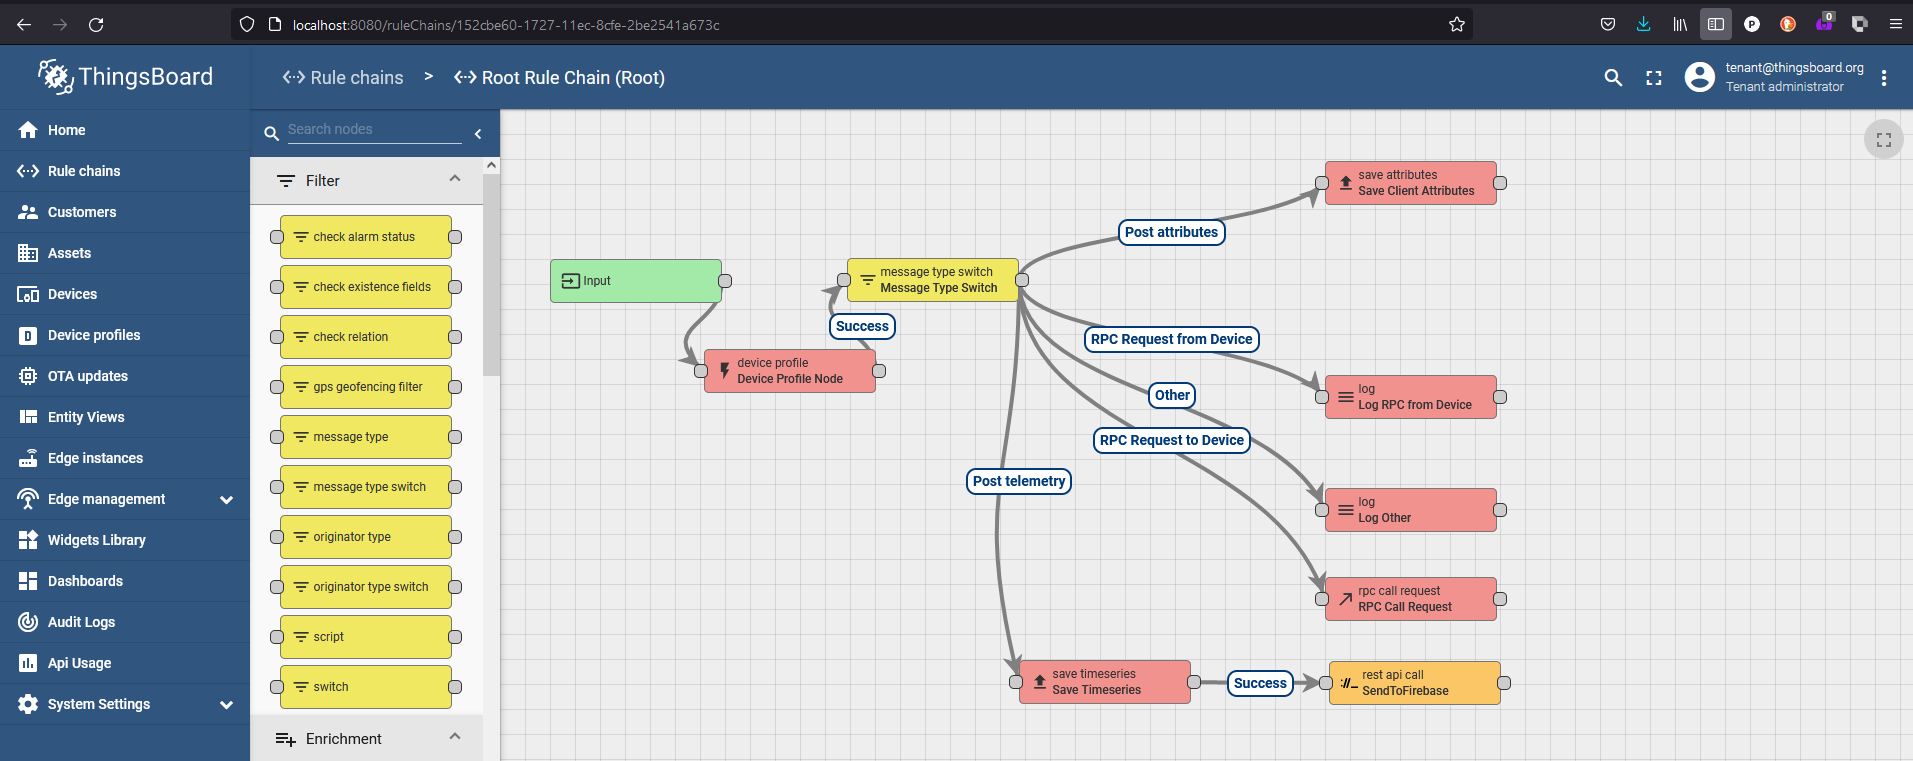 localhost:8080/ruleChains/152cbe60-1727-11ec-8cfe-2be2541a673c
0
P
ThingsBoard
Rule chains > Root Rule Chain (Root)
tenant@thingsboard.org
Tenant administrator
Home
Rule chains
Customers
Assets
Devices
D
Device profiles
OTA updates
Entity Views
Edge instances
Edge management
Widgets Library
Dashboards
Audit Logs
Api Usage
System Settings
Search nodes
Filter
check alarm status
check existence fields
check relation
gps geofencing filter
message type
message type switch
originator type
originator type switch
script
switch
Enrichment
Input
device profile
Device Profile Node
Success
message type switch
Message Type Switch
Post attributes
save attributes
Save Client Attributes
RPC Request from Device
log
Log RPC from Device
Other
log
Log Other
RPC Request to Device
rpc call request
RPC Call Request
Post telemetry
save timeseries
Save Timeseries
Success
rest api call
SendToFirebase